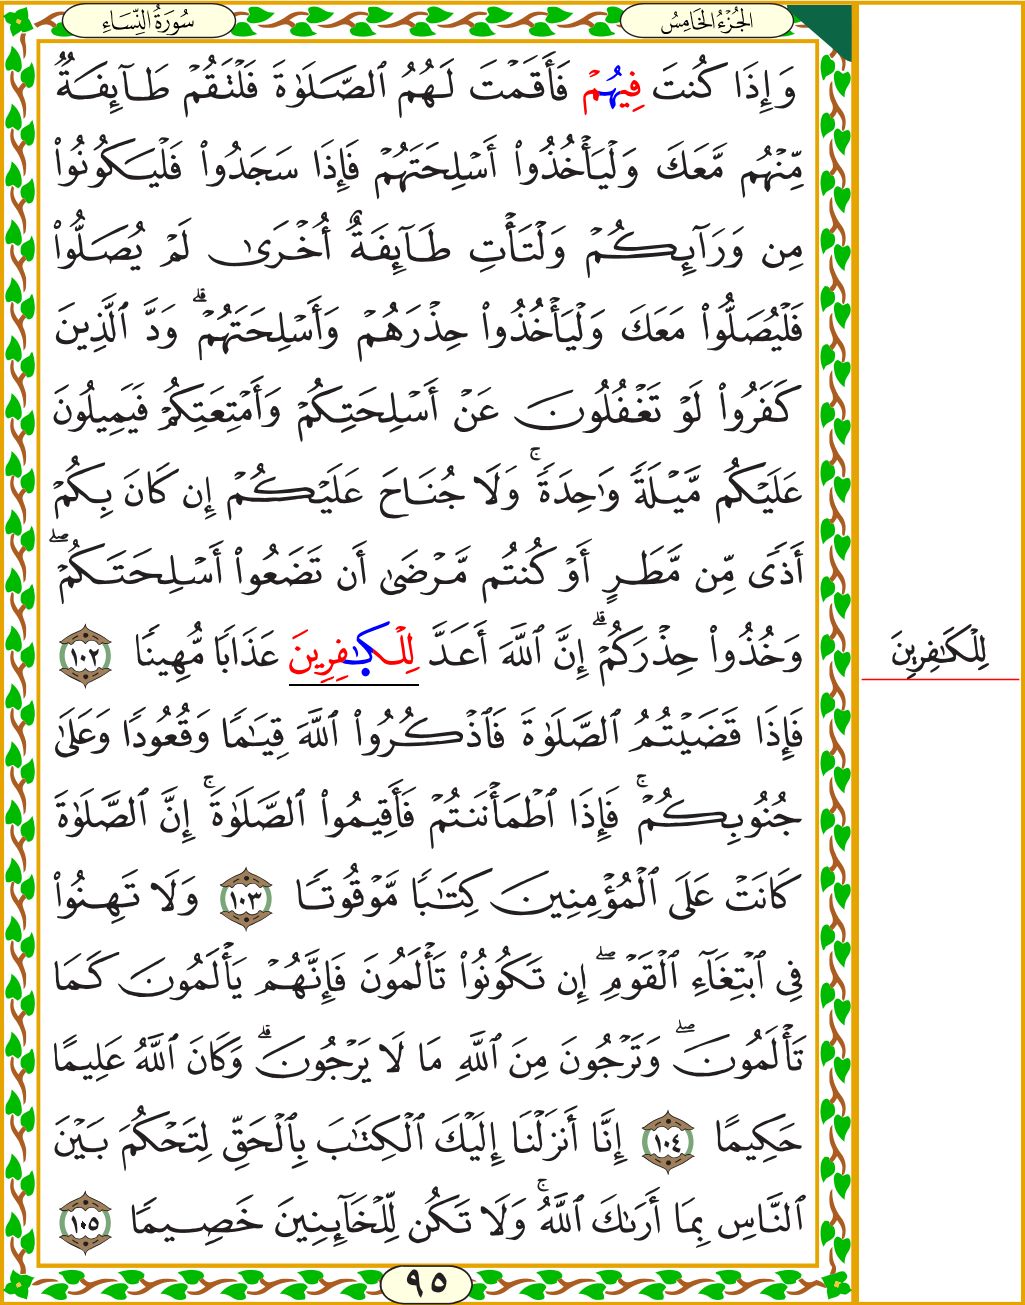 سُورَةُ النِّسَاءِ
الجُزْءُ الخَامِسُ
وَإِذَا كُنتَ فِيهُمْ فَأَقَمْتَ لَهُمُ ٱلصَّلَوٰةَ فَلْتَقُمْ طَآئِفَةٌ
مِّنْهُم مَّعَكَ وَلْيَأْخُذُوا۟ أَسْلِحَتَهُمْ فَإِذَا سَجَدُوا۟ فَلْيَكُونُوا۟
مِن وَرَآئِكُمْ وَلْتَأْتِ طَآئِفَةٌ أُخْرَىٰ لَمْ يُصَلُّوا۟
فَلْيُصَلُّوا۟ مَعَكَ وَلْيَأْخُذُوا۟ حِذْرَهُمْ وَأَسْلِحَتَهُمْ ۗ وَدَّ ٱلَّذِينَ
كَفَرُوا۟ لَوْ تَغْفُلُونَ عَنْ أَسْلِحَتِكُمْ وَأَمْتِعَتِكُمْ فَيَمِيلُونَ
عَلَيْكُم مَّيْلَةً وَٰحِدَةً ۚ وَلَا جُنَاحَ عَلَيْكُمْ إِن كَانَ بِكُمْ
أَذًى مِّن مَّطَرٍ أَوْ كُنتُم مَّرْضَىٰ أَن تَضَعُوا۟ أَسْلِحَتَكُمْ ۖ
وَخُذُوا۟ حِذْرَكُمْ ۗ إِنَّ ٱللَّهَ أَعَدَّ لِلْكَٰفِرِينَ عَذَابًا مُّهِينًا ١٠٢
لِلْكَٰفِرِينَ
فَإِذَا قَضَيْتُمُ ٱلصَّلَوٰةَ فَٱذْكُرُوا۟ ٱللَّهَ قِيَٰمًا وَقُعُودًا وَعَلَىٰ
جُنُوبِكُمْ ۚ فَإِذَا ٱطْمَأْنَنتُمْ فَأَقِيمُوا۟ ٱلصَّلَوٰةَ ۚ إِنَّ ٱلصَّلَوٰةَ
كَانَتْ عَلَى ٱلْمُؤْمِنِينَ كِتَٰبًا مَّوْقُوتًا ١٠٣ وَلَا تَهِنُوا۟
فِى ٱبْتِغَآءِ ٱلْقَوْمِ ۖ إِن تَكُونُوا۟ تَأْلَمُونَ فَإِنَّهُمْ يَأْلَمُونَ كَمَا
تَأْلَمُونَ ۖ وَتَرْجُونَ مِنَ ٱللَّهِ مَا لَا يَرْجُونَ ۗ وَكَانَ ٱللَّهُ عَلِيمًا
حَكِيمًا ١٠٤ إِنَّا أَنزَلْنَا إِلَيْكَ ٱلْكِتَٰبَ بِٱلْحَقِّ لِتَحْكُمَ بَيْنَ
ٱلنَّاسِ بِمَا أَرَىٰكَ ٱللَّهُ ۚ وَلَا تَكُن لِّلْخَآئِنِينَ خَصِيمًا ١٠٥
٩٥